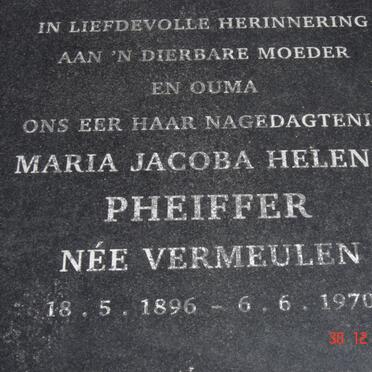 IN LIEFDEVOLLE HERINNERING
AAN 'N DIERBARE MOEDER
EN OUMA
ONS EER HAAR NAGEDAGTENI
MARIA JACOBA HELEN
PHEIFFER
NÉE VERMEULEN
18.5.1896 – 6.6.1970
30 12